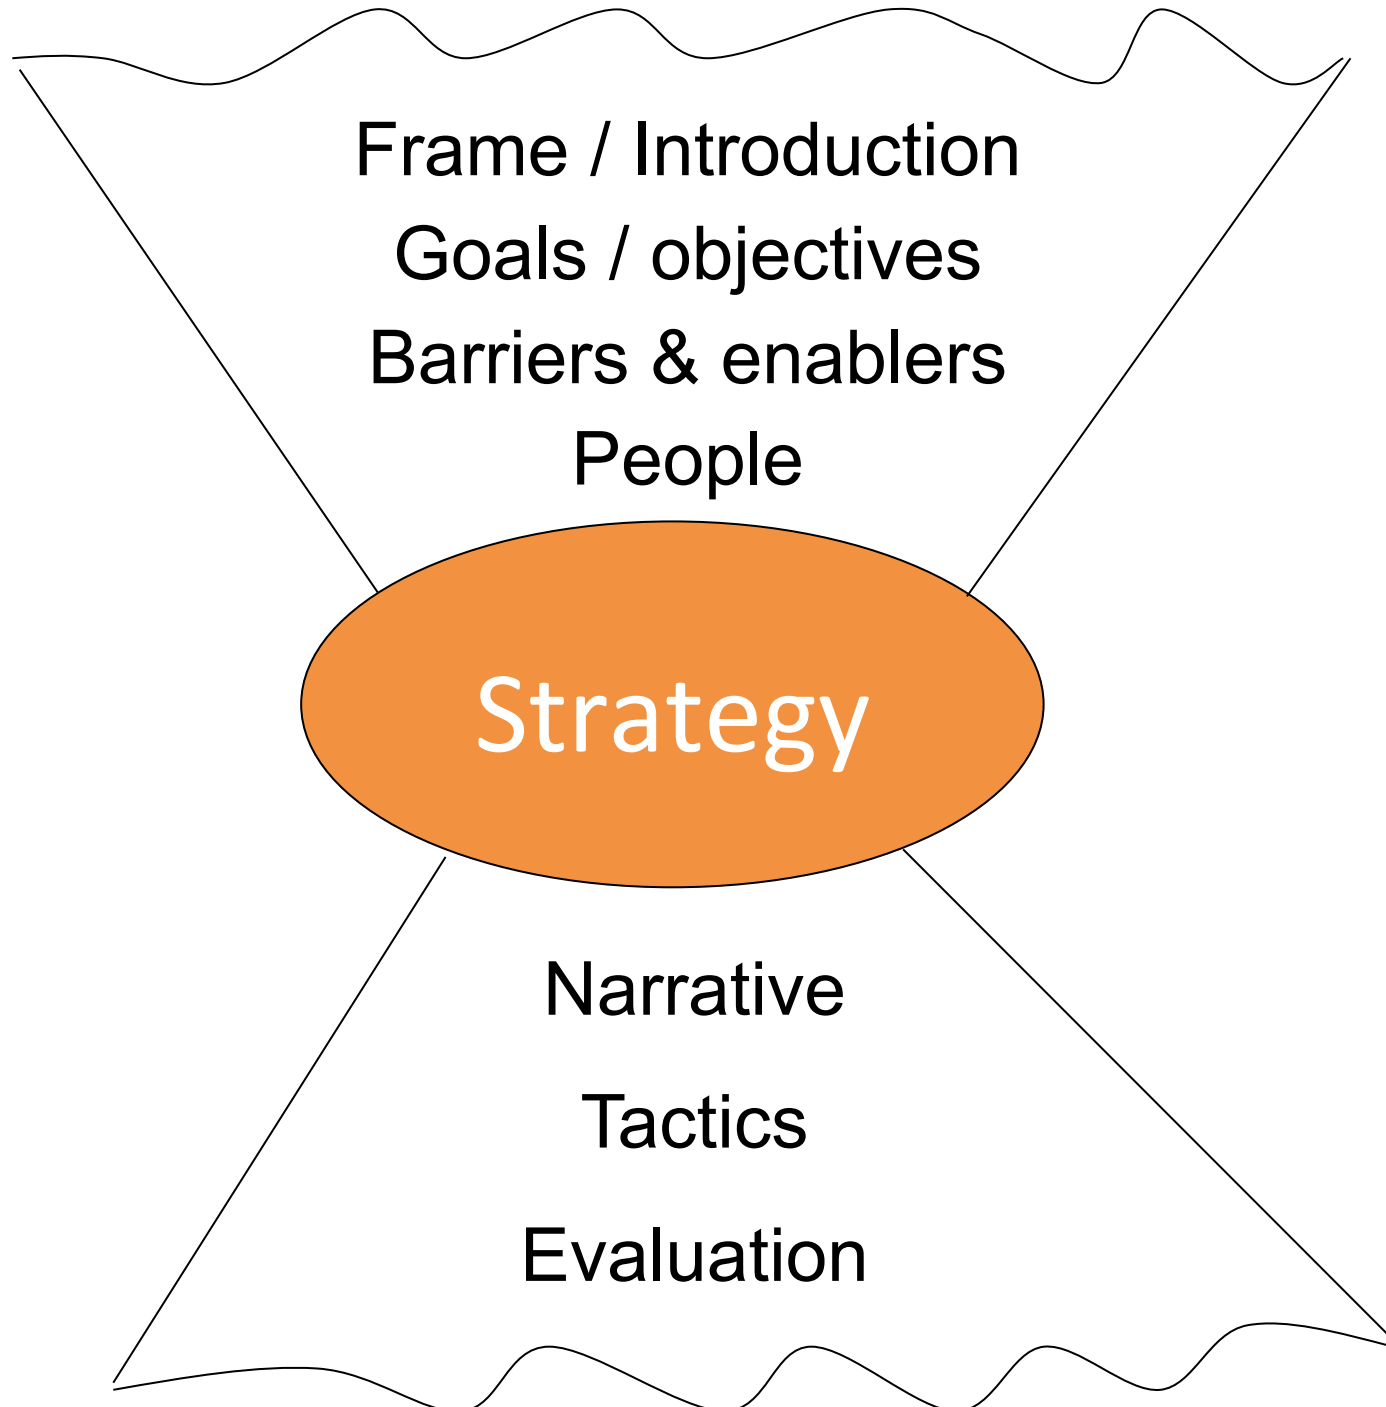 Frame / Introduction
Goals / objectives
Barriers & enablers
People
Strategy
Narrative
Tactics
Evaluation